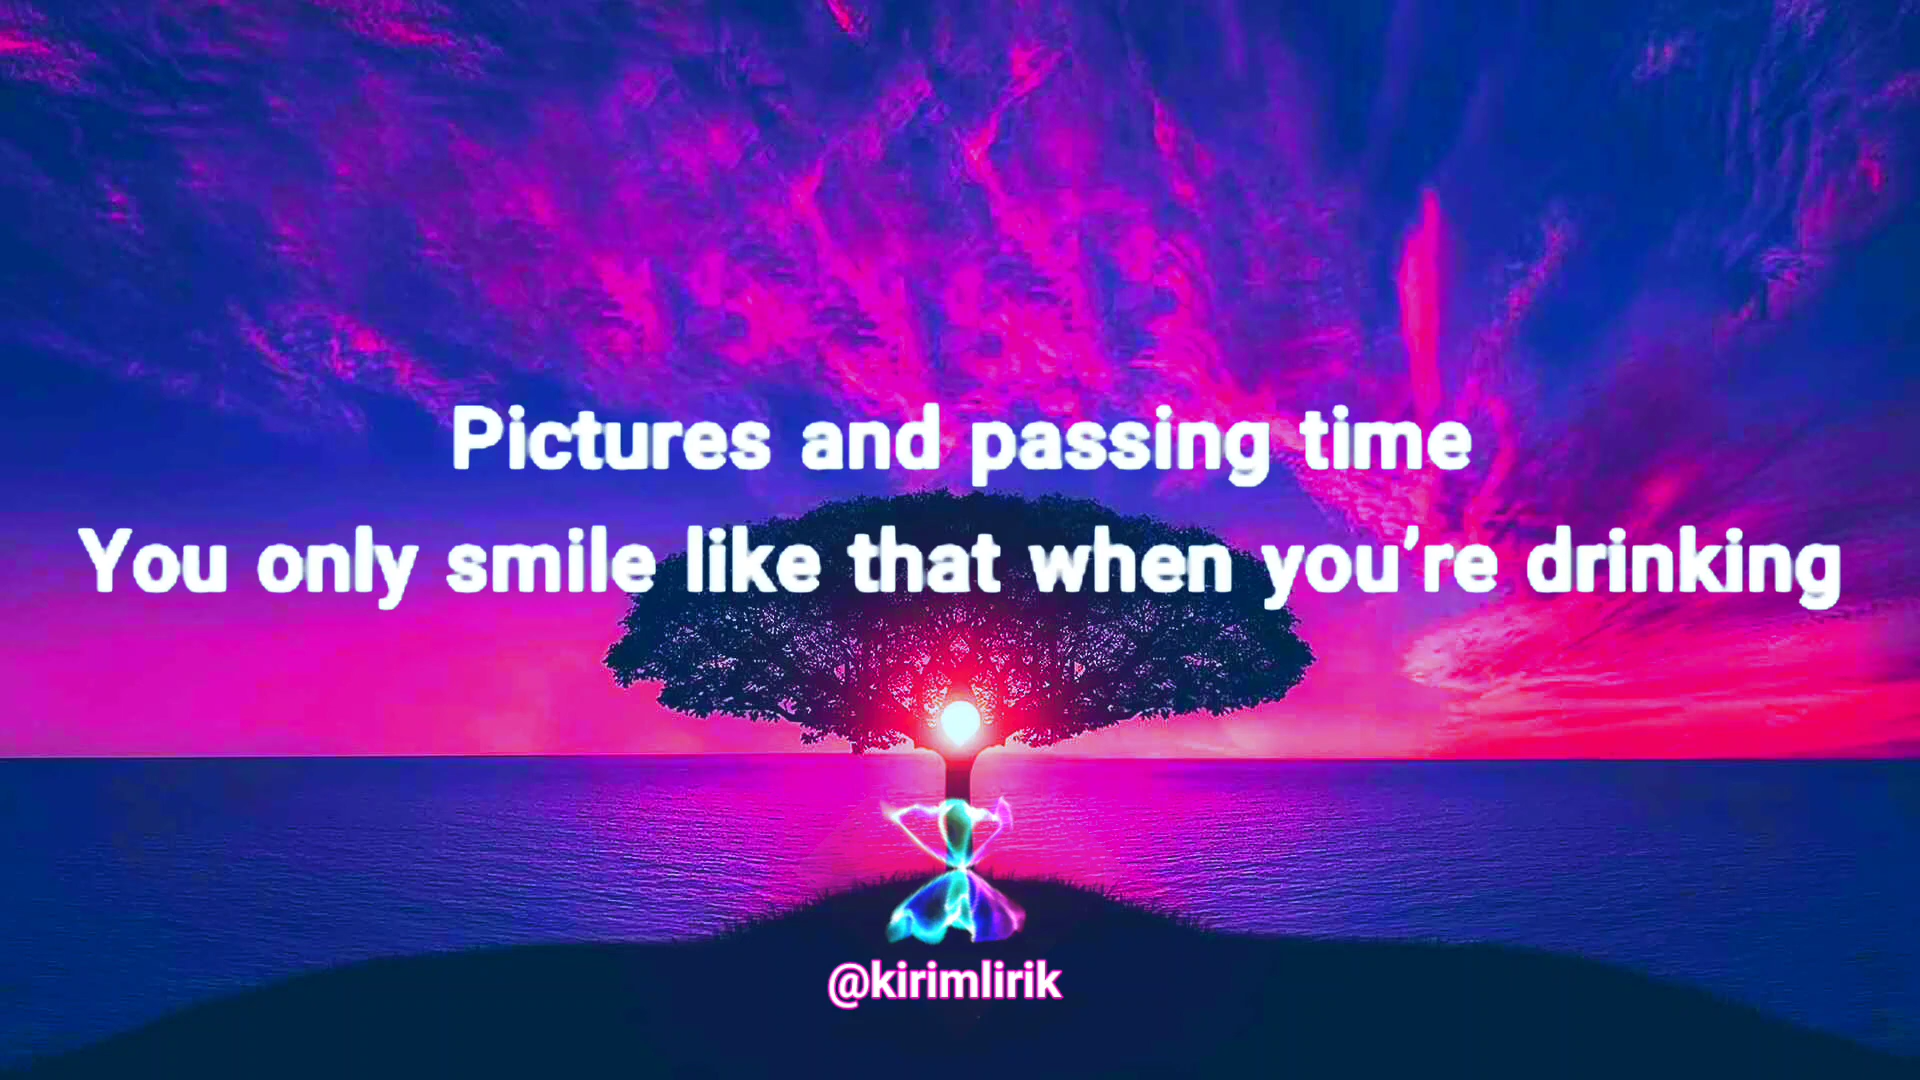 Pictures and passing time
You only smile like that when you’re drinking
@kirimlirik